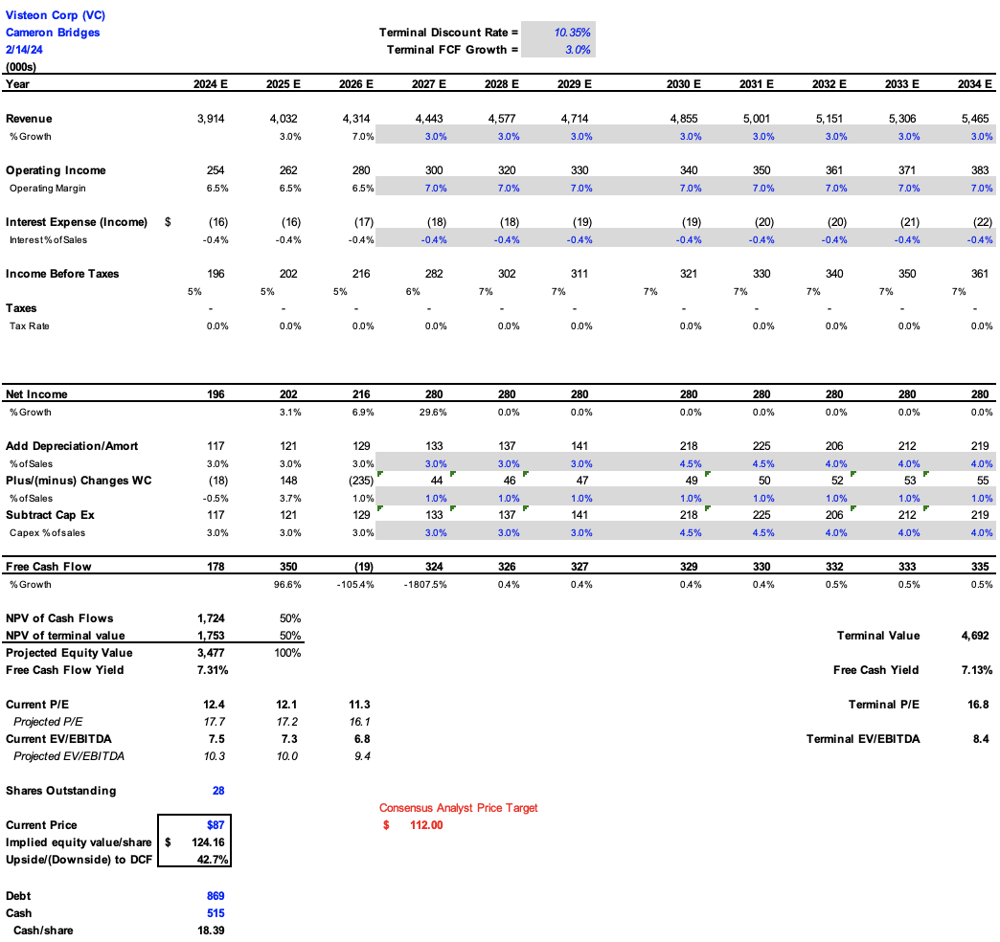 Visteon Corp (VC)
Cameron Bridges Terminal Discount Rate = 10.35%
2/14/24 Terminal FCF Growth = 3.0%
(000s)
Year 2024 E 2025 E 2026 E 2027 E 2028 E 2029 E 2030 E 2031 E 2032 E 2033 E 2034 E
Revenue 3,914 4,032 4,314 4,443 4,577 4,714 4,855 5,001 5,151 5,306 5,465
% Growth 3.0% 7.0% 3.0% 3.0% 3.0% 3.0% 3.0% 3.0% 3.0% 3.0%
Operating Income 254 262 280 300 320 330 340 350 361 371 383
Operating Margin 6.5% 6.5% 6.5% 7.0% 7.0% 7.0% 7.0% 7.0% 7.0% 7.0% 7.0%
Interest Expense (Income) $ (16) (16) (17) (18) (18) (19) (19) (20) (20) (21) (22)
Interest % of Sales -0.4% -0.4% -0.4% -0.4% -0.4% -0.4% -0.4% -0.4% -0.4% -0.4% -0.4%
Income Before Taxes 196 202 216 282 302 311 321 330 340 350 361
5% 5% 5% 6% 7% 7% 7% 7% 7% 7% 7%
Taxes - - - - - - - - - - -
Tax Rate 0.0% 0.0% 0.0% 0.0% 0.0% 0.0% 0.0% 0.0% 0.0% 0.0% 0.0%
Net Income 196 202 216 280 280 280 280 280 280 280 280
% Growth 3.1% 6.9% 29.6% 0.0% 0.0% 0.0% 0.0% 0.0% 0.0% 0.0%
Add Depreciation/Amort 117 121 129 133 137 141 218 225 206 212 219
% of Sales 3.0% 3.0% 3.0% 3.0% 3.0% 3.0% 4.5% 4.5% 4.0% 4.0% 4.0%
Plus/(minus) Changes WC (18) 148 (235) 44 46 47 49 50 52 53 55
% of Sales -0.5% 3.7% 1.0% 1.0% 1.0% 1.0% 1.0% 1.0% 1.0% 1.0% 1.0%
Subtract Cap Ex 117 121 129 133 137 141 218 225 206 212 219
Capex % of sales 3.0% 3.0% 3.0% 3.0% 3.0% 3.0% 4.5% 4.5% 4.0% 4.0% 4.0%
Free Cash Flow 178 350 (19) 324 326 327 329 330 332 333 335
% Growth 96.6% -105.4% -1807.5% 0.4% 0.4% 0.4% 0.4% 0.5% 0.5% 0.5%
NPV of Cash Flows 1,724 50%
NPV of terminal value 1,753 50% Terminal Value 4,692
Projected Equity Value 3,477 100%
Free Cash Flow Yield 7.31% Free Cash Yield 7.13%
Current P/E 12.4 12.1 11.3 Terminal P/E 16.8
Projected P/E 17.7 17.2 16.1
Current EV/EBITDA 7.5 7.3 6.8 Terminal EV/EBITDA 8.4
Projected EV/EBITDA 10.3 10.0 9.4
Shares Outstanding 28
Consensus Analyst Price Target
Current Price $87 $ 112.00
Implied equity value/share $ 124.16
Upside/(Downside) to DCF 42.7%
Debt 869
Cash 515
Cash/share 18.39